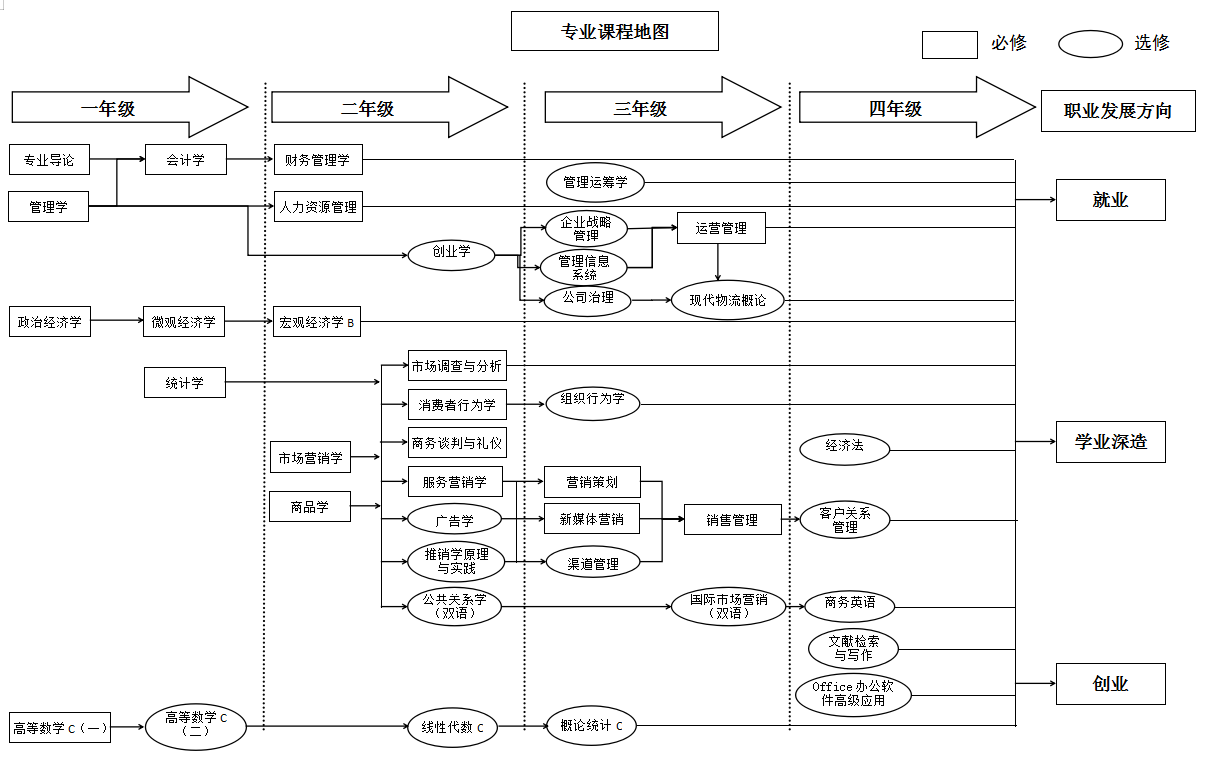 专业课程地图
必修
选修
一年级
二年级
三年级
四年级
职业发展方向
专业导论
会计学
财务管理学
管理运筹学
管理学
人力资源管理
就业
企业战略
管理
运营管理
创业学
管理信息
系统
公司治理
现代物流概论
政治经济学
微观经济学
宏观经济学B
市场调查与分析
统计学
消费者行为学
组织行为学
商务谈判与礼仪
经济法
学业深造
市场营销学
服务营销学
营销策划
商品学
广告学
新媒体营销
销售管理
客户关系
管理
推销学原理
与实践
渠道管理
公共关系学
（双语）
国际市场营销
（双语）
商务英语
文献检索
与写作
Office办公软
件高级应用
创业
高等数学C（一）
高等数学C
（二）
线性代数C
概论统计C